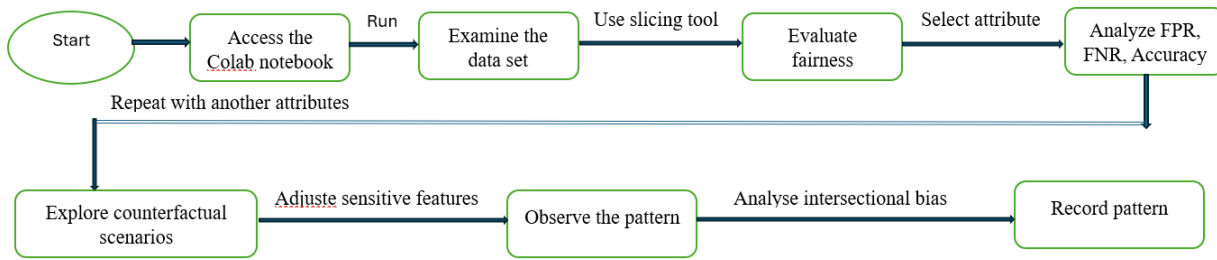 Start
Access the
Colab notebook
Run
Examine the
data set
Use slicing tool
Evaluate
fairness
Select attribute
Analyze FPR,
FNR, Accuracy
Repeat with another attributes
Explore counterfactual
scenarios
Adjuste sensitive features
Observe the pattern
Analyse intersectional bias
Record pattern